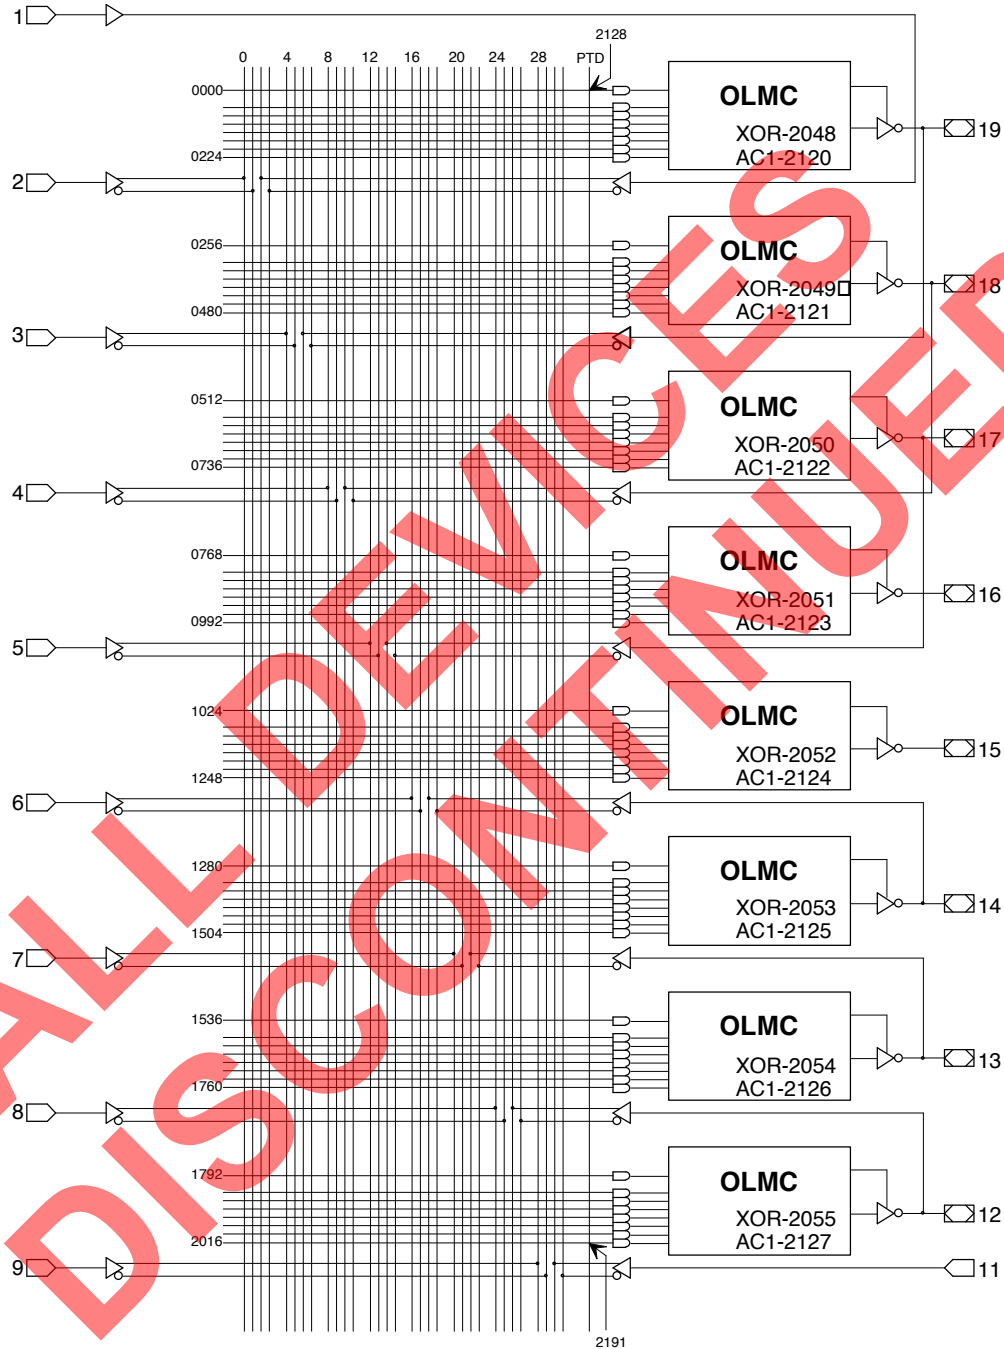 1
2128
0 4 8 12 16 20 24 28 PTD
0000
OLMC
XOR-2048
AC1-2120
19
0224
2
0256
OLMC
XOR-2049
AC1-2121
18
0480
3
0512
OLMC
XOR-2050
AC1-2122
17
0736
4
0768
OLMC
XOR-2051
AC1-2123
16
0992
5
1024
OLMC
XOR-2052
AC1-2124
15
1248
6
1280
OLMC
XOR-2053
AC1-2125
14
1504
7
1536
OLMC
XOR-2054
AC1-2126
13
1760
8
1792
OLMC
XOR-2055
AC1-2127
12
2016
9
11
2191
ALL DEVICES
DISCONTINUED